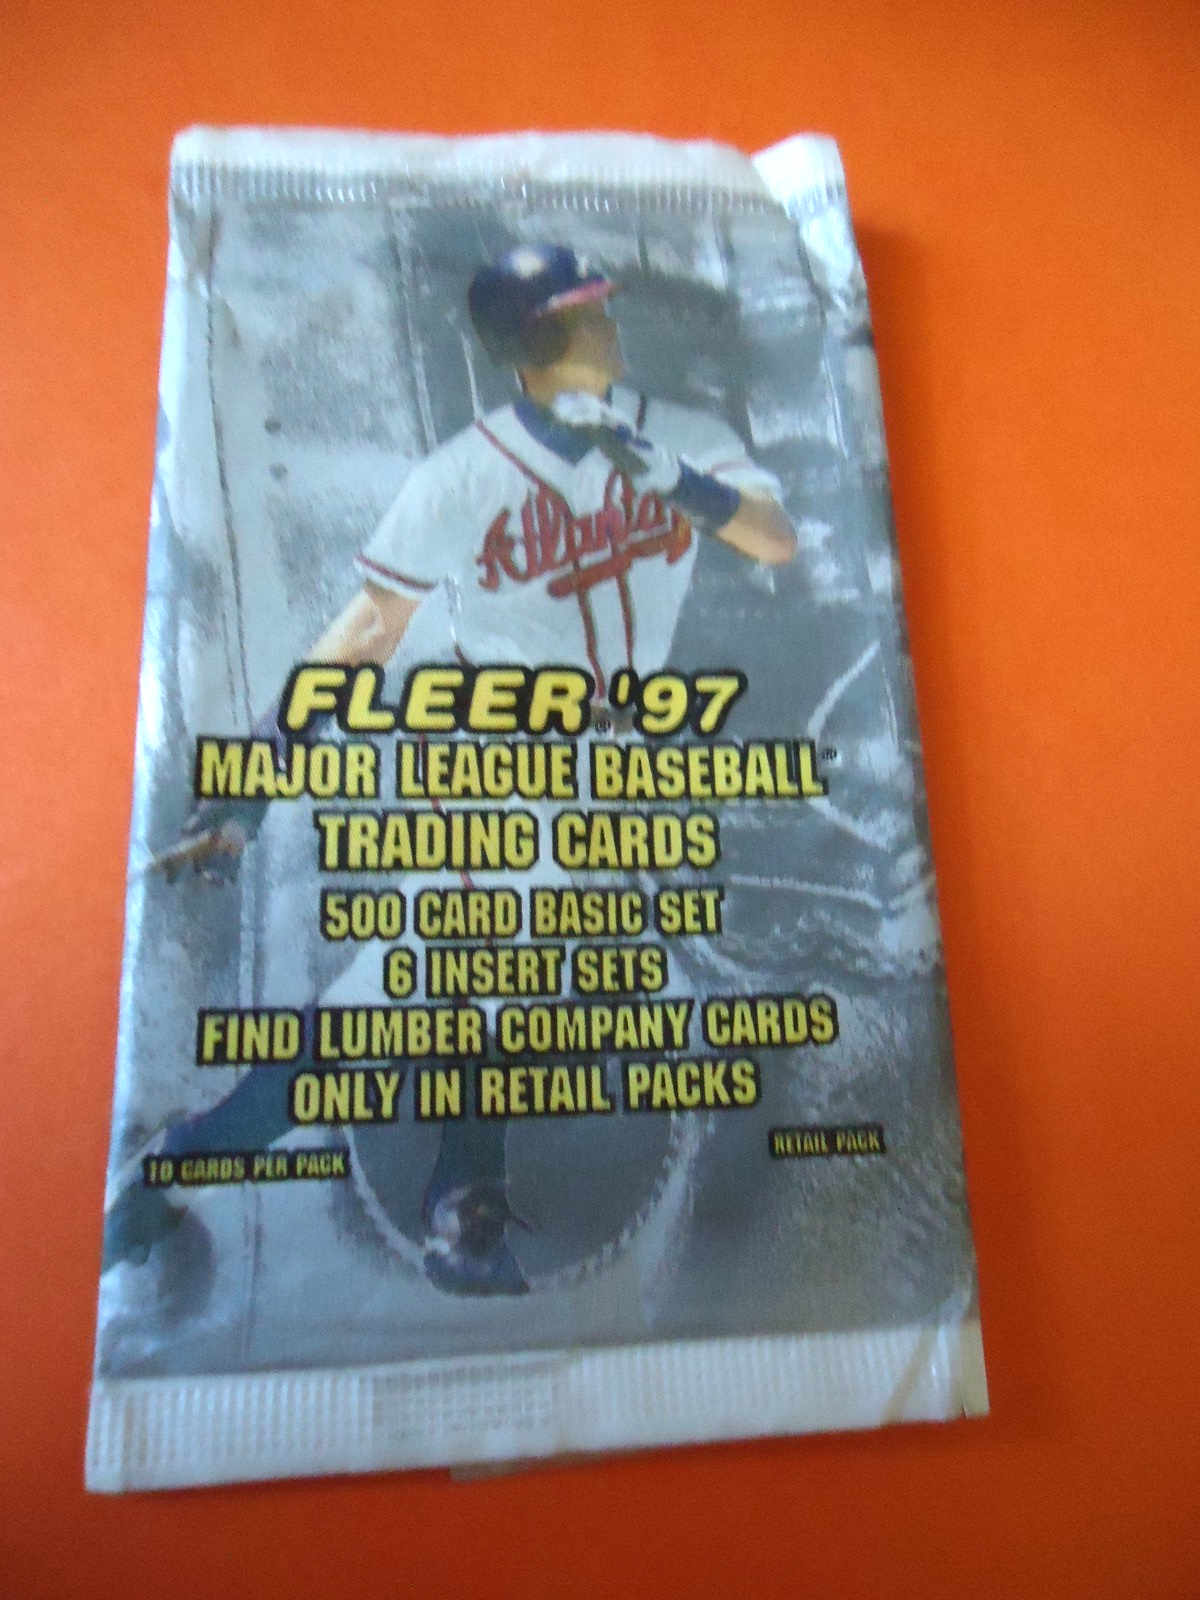 Atlanta
FLEER® '97
MAJOR LEAGUE BASEBALL®
TRADING CARDS
500 CARD BASIC SET
6 INSERT SETS
FIND LUMBER COMPANY CARDS
ONLY IN RETAIL PACKS
RETAIL PACK
10 CARDS PER PACK